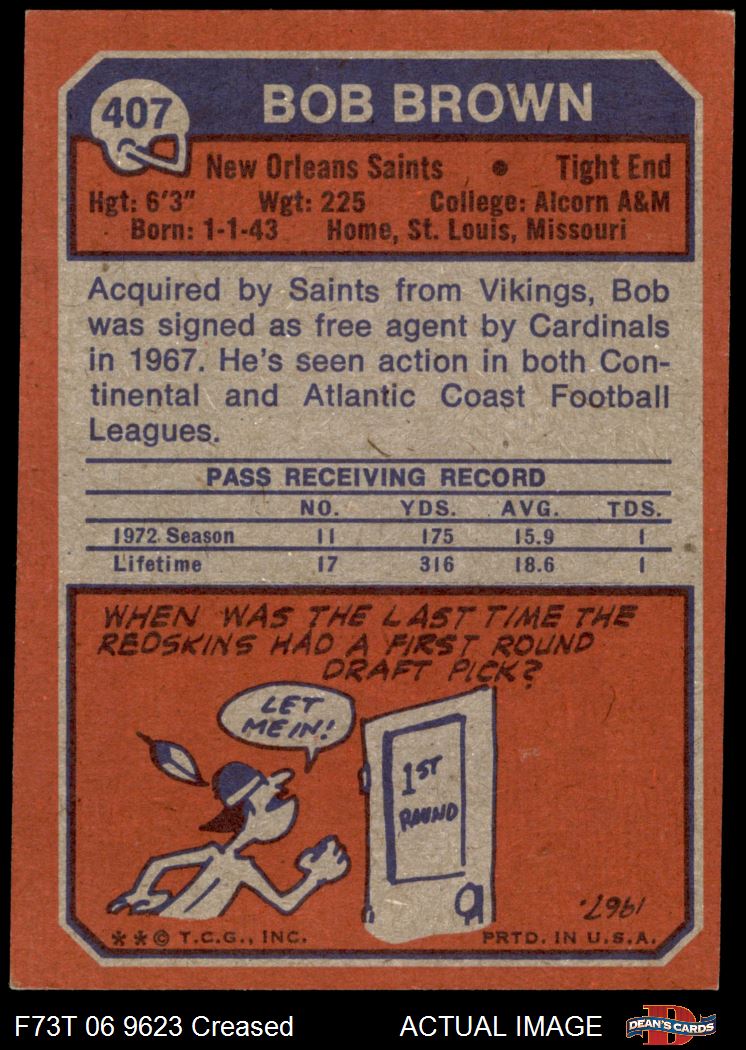 407
BOB BROWN
New Orleans Saints • Tight End
Hgt: 6'3" Wgt: 225 College: Alcorn A&M
Born: 1-1-43 Home, St. Louis, Missouri
Acquired by Saints from Vikings, Bob
was signed as free agent by Cardinals
in 1967. He's seen action in both Con-
tinental and Atlantic Coast Football
Leagues.
PASS RECEIVING RECORD
NO. YDS. AVG. TDS.
1972 Season 11 175 15.9 1
Lifetime 17 316 18.6 1
WHEN WAS THE LAST TIME THE
REDSKINS HAD A FIRST ROUND
DRAFT PICK?
LET
ME IN!
1ST
ROUND
1967.
**© T.C.G., INC. PRTD. IN U.S.A.
F73T 06 9623 Creased ACTUAL IMAGE
D
DEAN'S CARDS